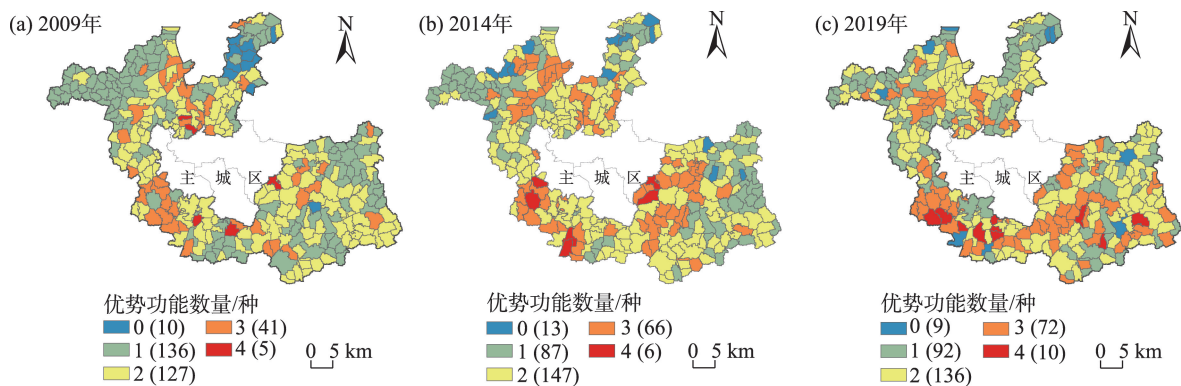 (a) 2009年
N
主 城 区
优势功能数量/种
0 (10)
3 (41)
1 (136)
4 (5)
2 (127)
0 5 km
(b) 2014年
N
主 城 区
优势功能数量/种
0 (13)
3 (66)
1 (87)
4 (6)
2 (147)
0 5 km
(c) 2019年
N
主 城 区
优势功能数量/种
0 (9)
3 (72)
1 (92)
4 (10)
2 (136)
0 5 km